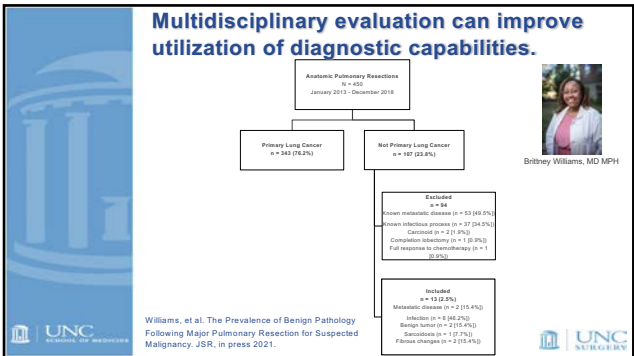 Multidisciplinary evaluation can improve
utilization of diagnostic capabilities.
Anatomic Pulmonary Resections
N = 450
January 2013 - December 2018
Primary Lung Cancer
n = 343 (76.2%)
Not Primary Lung Cancer
n = 107 (23.8%)
Brittney Williams, MD MPH
Excluded
n = 94
Known metastatic disease (n = 53 [49.5%])
Known infectious process (n = 37 [34.5%])
Carcinoid (n = 2 [1.9%])
Completion lobectomy (n = 1 [0.9%])
Full response to chemotherapy (n = 1
[0.9%])
Included
n = 13 (2.5%)
Metastatic disease (n = 2 [15.4%])
Infection (n = 6 [46.2%])
Benign tumor (n = 2 [15.4%])
Sarcoidosis (n = 1 [7.7%])
Fibrous changes (n = 2 [15.4%])
Williams, et al. The Prevalence of Benign Pathology
Following Major Pulmonary Resection for Suspected
Malignancy. JSR, in press 2021.
UNC
SCHOOL OF MEDICINE
UNC
SURGERY